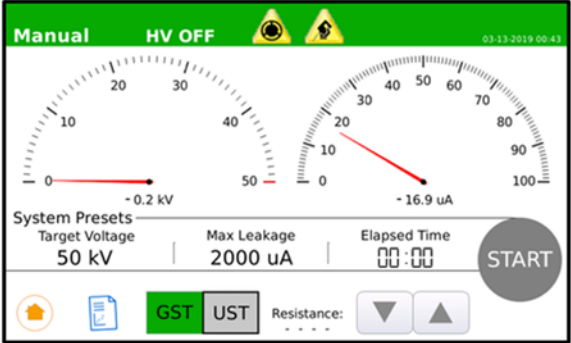 Manual HV OFF 03-13-2019 00:43
0 10 20 30 40 50
- 0.2 kV
0 10 20 30 40 50 60 70 80 90 100
- 16.9 uA
System Presets
Target Voltage Max Leakage Elapsed Time
50 kV 2000 uA 00:00
START
GST UST Resistance:
- - - -